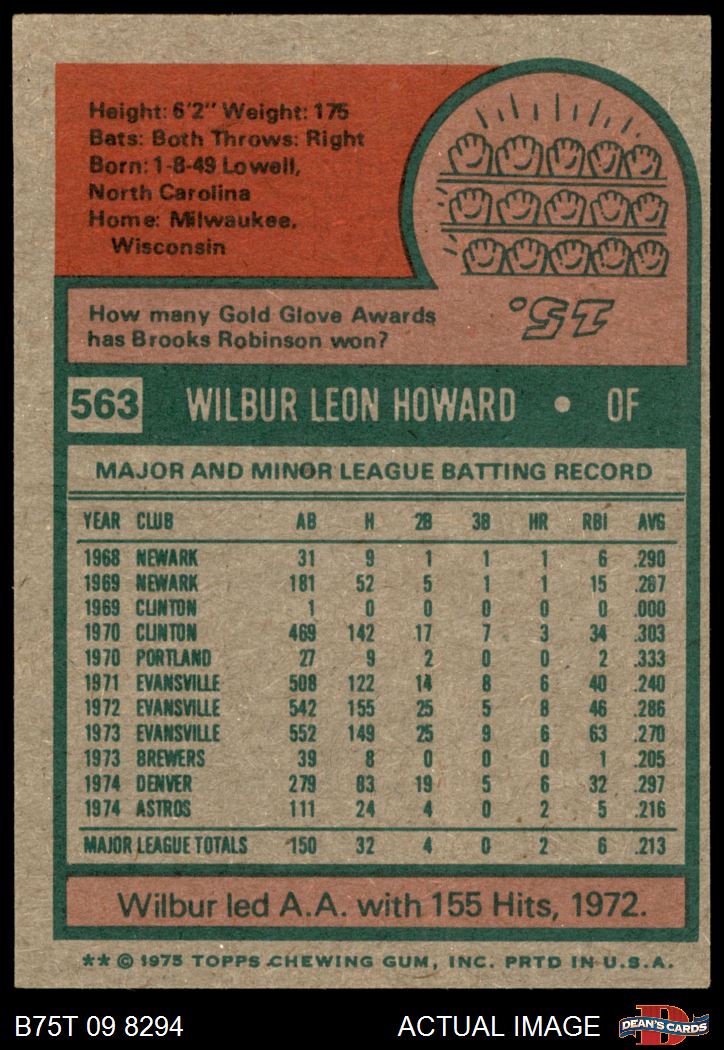 Height: 6'2" Weight: 175
Bats: Both Throws: Right
Born: 1-8-49 Lowell,
North Carolina
Home: Milwaukee,
Wisconsin
How many Gold Glove Awards
has Brooks Robinson won?
15.
563 WILBUR LEON HOWARD • OF
MAJOR AND MINOR LEAGUE BATTING RECORD
YEAR CLUB AB H 2B 3B HR RBI AVG
1968 NEWARK 31 9 1 1 1 6 .290
1969 NEWARK 181 52 5 1 1 15 .287
1969 CLINTON 1 0 0 0 0 0 .000
1970 CLINTON 469 142 17 7 3 34 .303
1970 PORTLAND 27 9 2 0 0 2 .333
1971 EVANSVILLE 508 122 14 8 6 40 .240
1972 EVANSVILLE 542 155 25 5 8 46 .286
1973 EVANSVILLE 552 149 25 9 6 63 .270
1973 BREWERS 39 8 0 0 0 1 .205
1974 DENVER 279 83 19 5 6 32 .297
1974 ASTROS 111 24 4 0 2 5 .216
MAJOR LEAGUE TOTALS 150 32 4 0 2 6 .213
Wilbur led A.A. with 155 Hits, 1972.
** © 1975 TOPPS CHEWING GUM, INC. PRTD IN U.S.A.
B75T 09 8294 ACTUAL IMAGE D DEAN'S CARDS